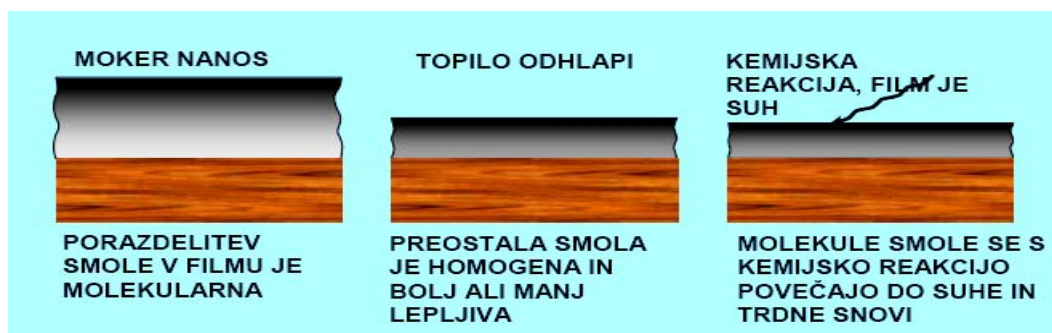 MOKER NANOS
PORAZDELITEV
SMOLE V FILMU JE
MOLEKULARNA
TOPILO ODHLAPI
PREOSTALA SMOLA
JE HOMOGENA IN
BOLJ ALI MANJ
LEPLJIVA
KEMIJSKA
REAKCIJA, FILM JE
SUH
MOLEKULE SMOLE SE S
KEMIJSKO REAKCIJO
POVEČAJO DO SUHE IN
TRDNE SNOVI